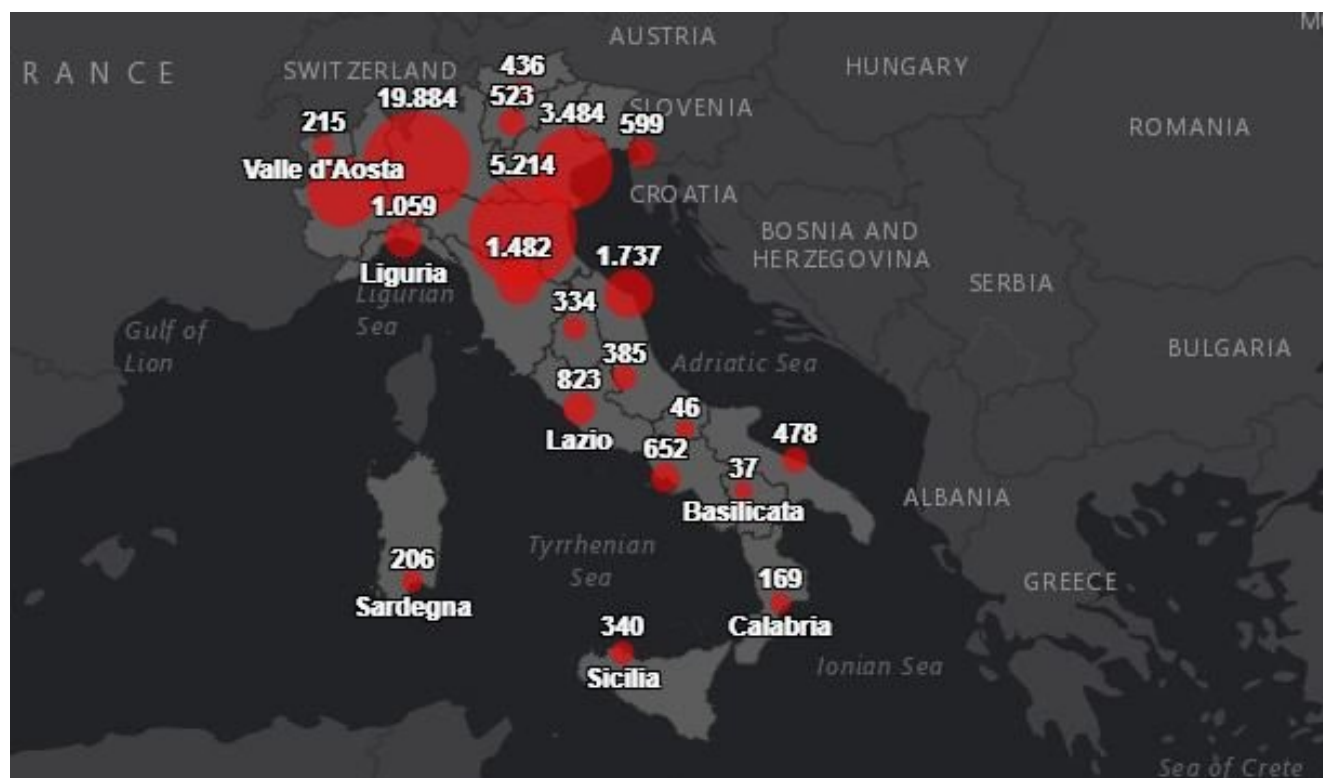 MO
AUSTRIA
R A N C E
SWITZERLAND
436
HUNGARY
19.884
523
3.484
SLOVENIA
599
215
ROMANIA
Valle d'Aosta
5.214
CROATIA
1.059
BOSNIA AND
HERZEGOVINA
1.482
1.737
Liguria
SERBIA
Ligurian
Sea
334
Gulf of
Lion
385
Adriatic Sea
BULGARIA
823
46
Lazio
652
478
37
ALBANIA
Basilicata
Tyrrhenian
Sea
206
169
GREECE
Sardegna
340
Calabria
Ionian Sea
Sicilia
Sea of Crete